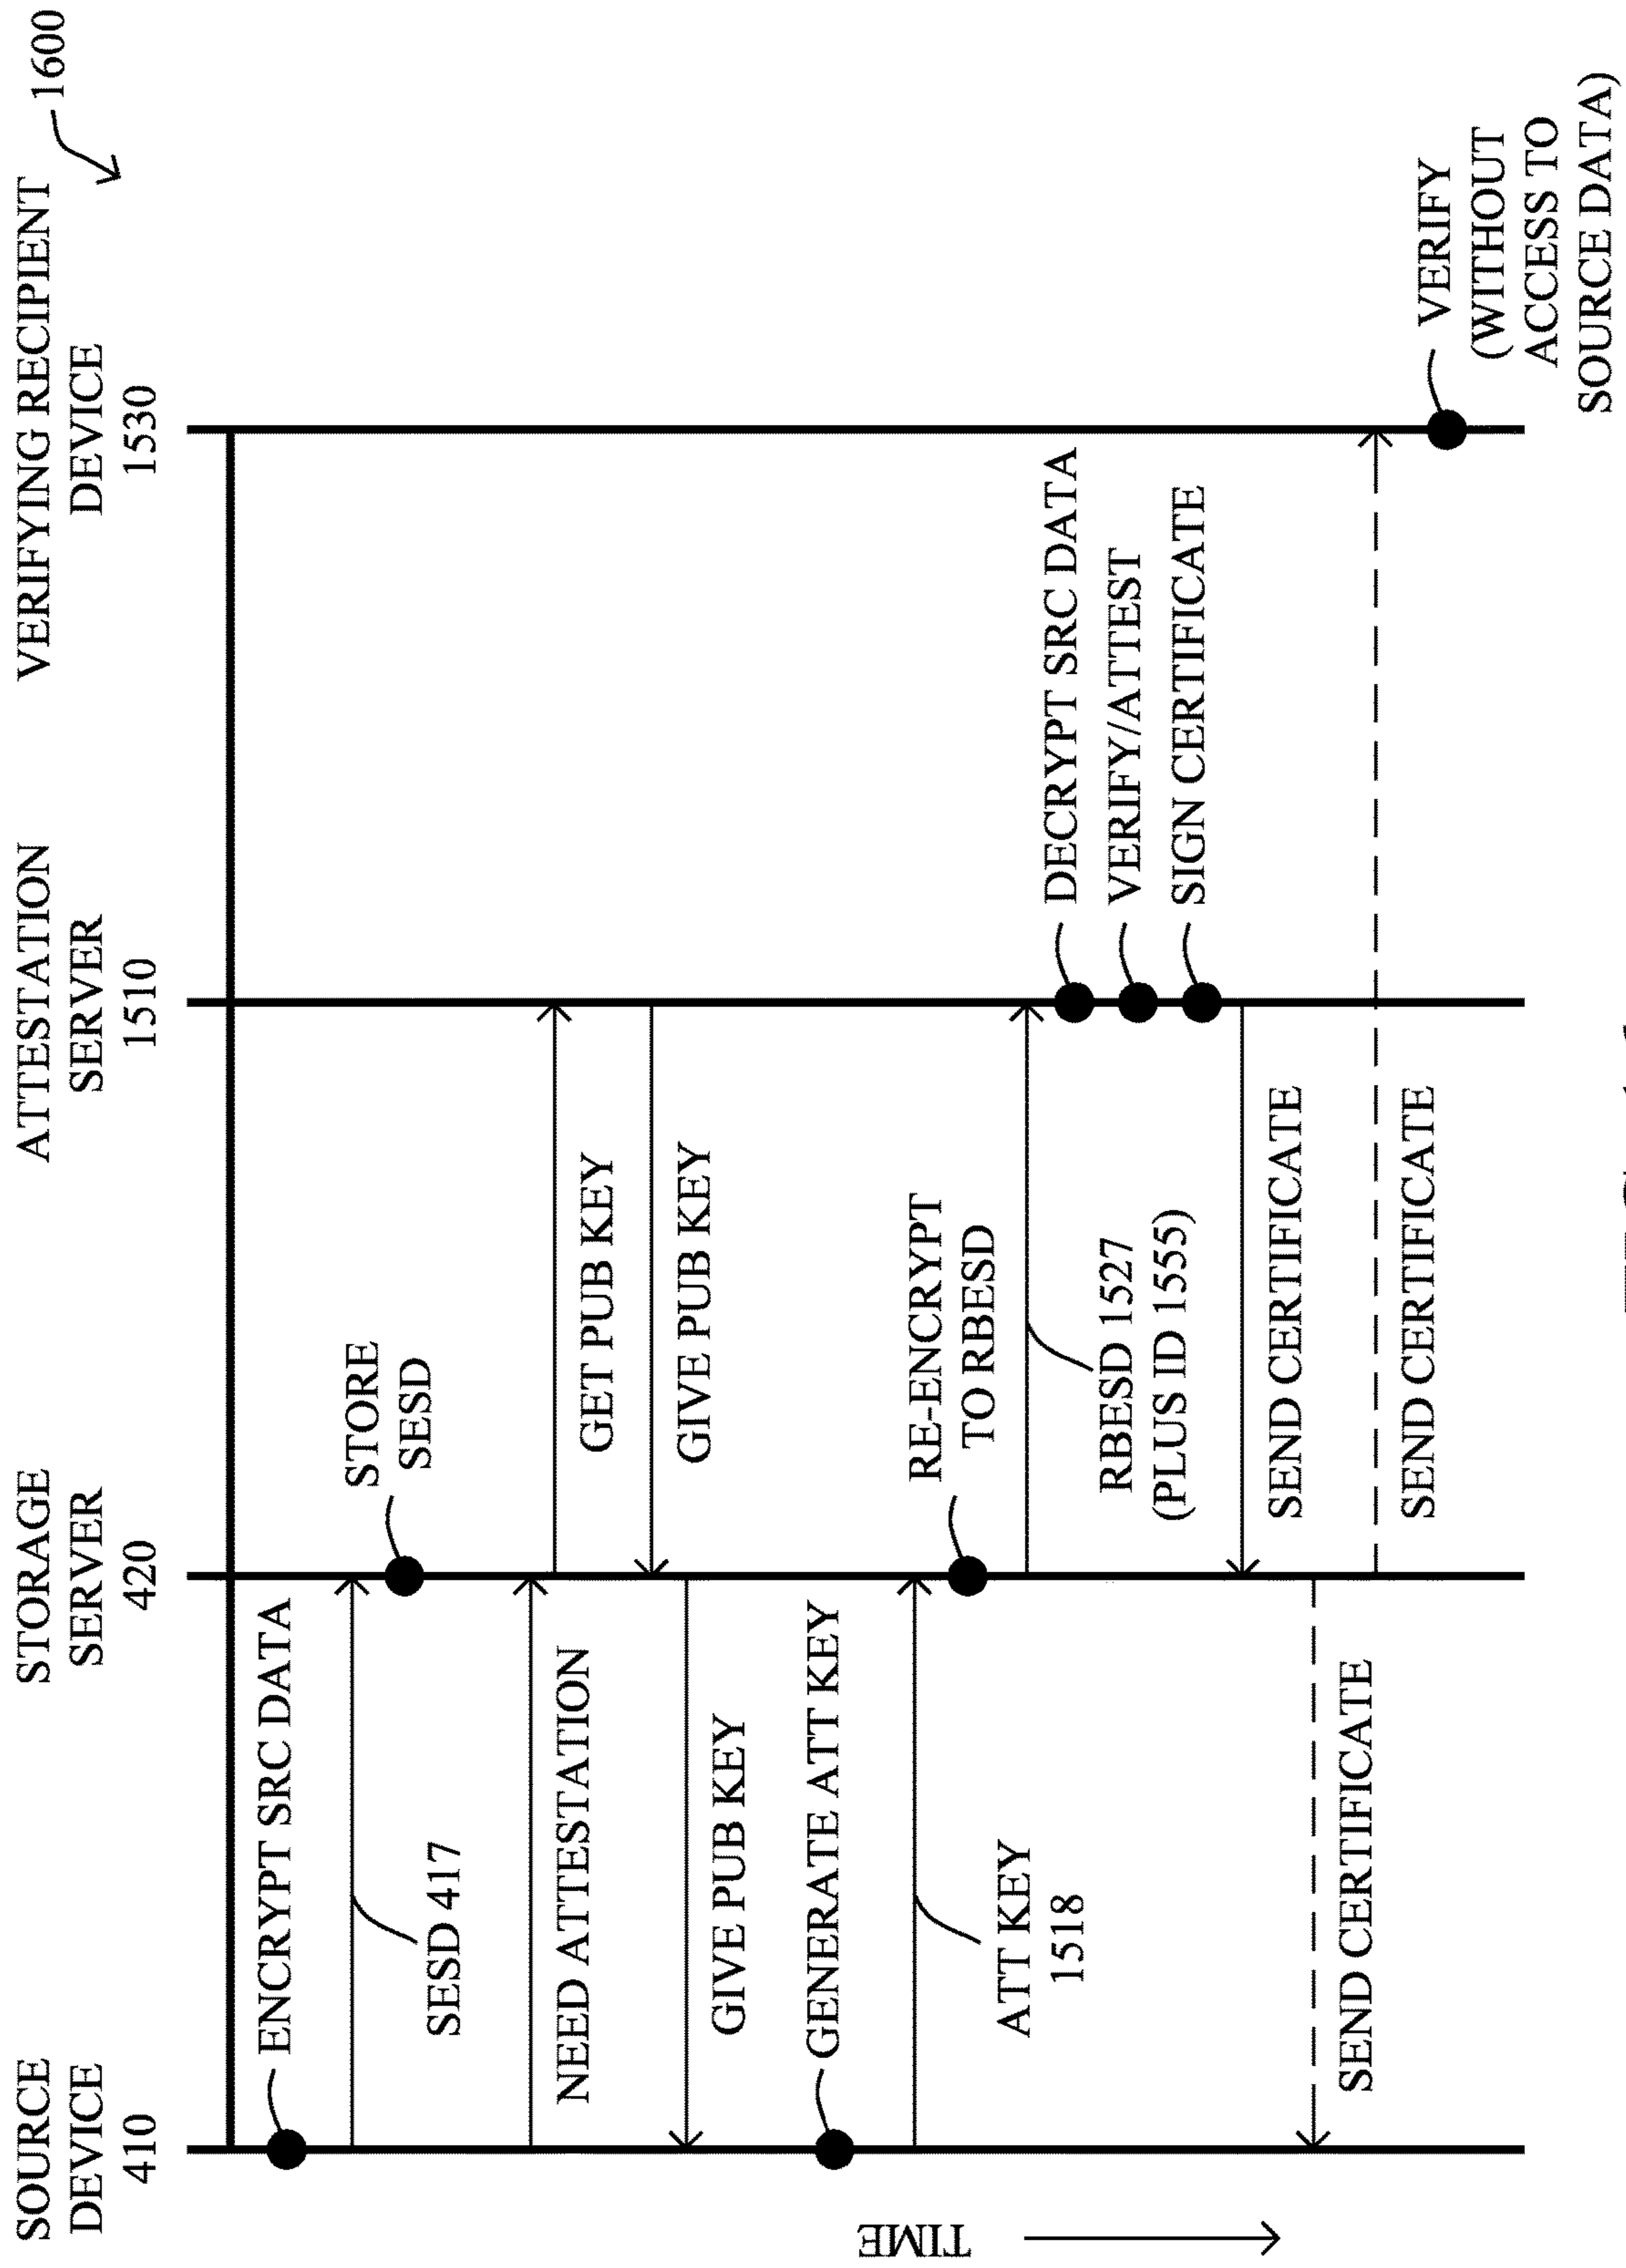 SOURCE
DEVICE
410
STORAGE
SERVER
420
ATTESTATION
SERVER
1510
VERIFYING RECIPIENT
DEVICE
1530
1600
ENCRYPT SRC DATA
SESD 417
STORE
SESD
NEED ATTESTATION
GET PUB KEY
GIVE PUB KEY
GIVE PUB KEY
GENERATE ATT KEY
ATT KEY
1518
RE-ENCRYPT
TO RBESD
RBESD 1527
(PLUS ID 1555)
DECRYPT SRC DATA
VERIFY/ATTEST
SIGN CERTIFICATE
SEND CERTIFICATE
SEND CERTIFICATE
SEND CERTIFICATE
VERIFY
(WITHOUT
ACCESS TO
SOURCE DATA)
TIME